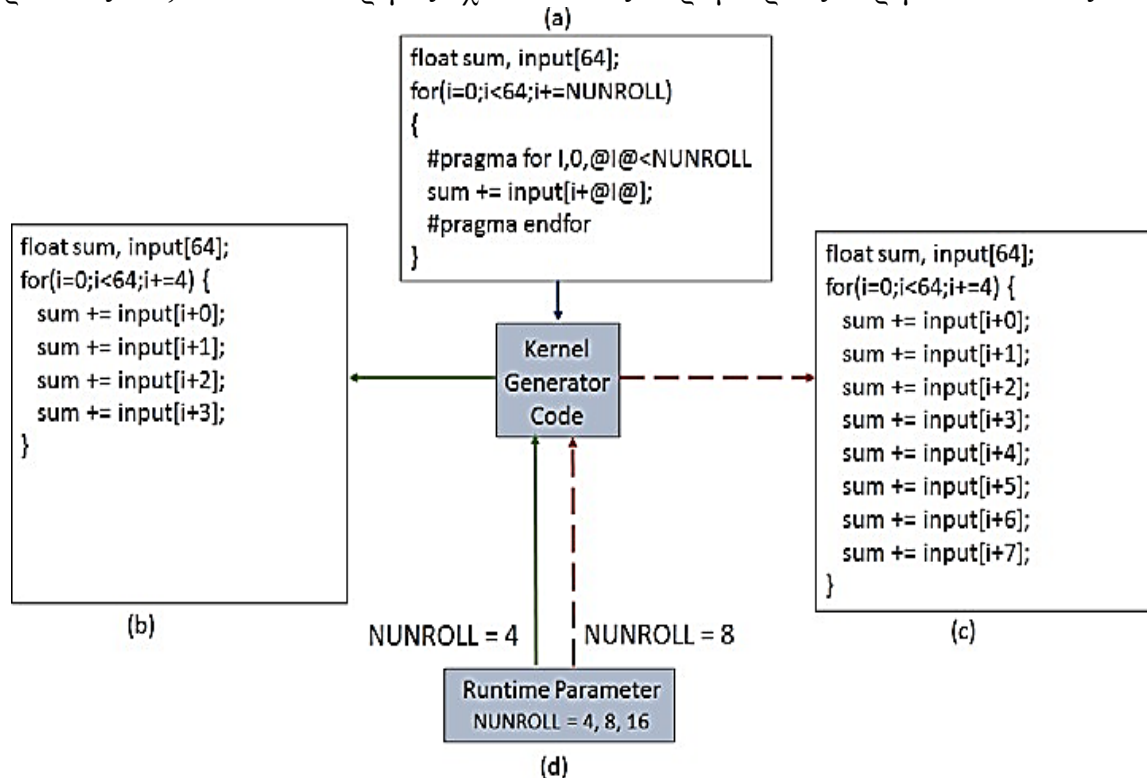 (a)
float sum, input[64];
for(i=0;i<64;i+=NUNROLL)
{
#pragma for I,0,@I@<NUNROLL
sum += input[i+@I@];
#pragma endfor
}
float sum, input[64];
for(i=0;i<64;i+=4) {
sum += input[i+0];
sum += input[i+1];
sum += input[i+2];
sum += input[i+3];
}
(b)
Kernel
Generator
Code
float sum, input[64];
for(i=0;i<64;i+=4) {
sum += input[i+0];
sum += input[i+1];
sum += input[i+2];
sum += input[i+3];
sum += input[i+4];
sum += input[i+5];
sum += input[i+6];
sum += input[i+7];
}
(c)
NUNROLL = 4
NUNROLL = 8
Runtime Parameter
NUNROLL = 4, 8, 16
(d)